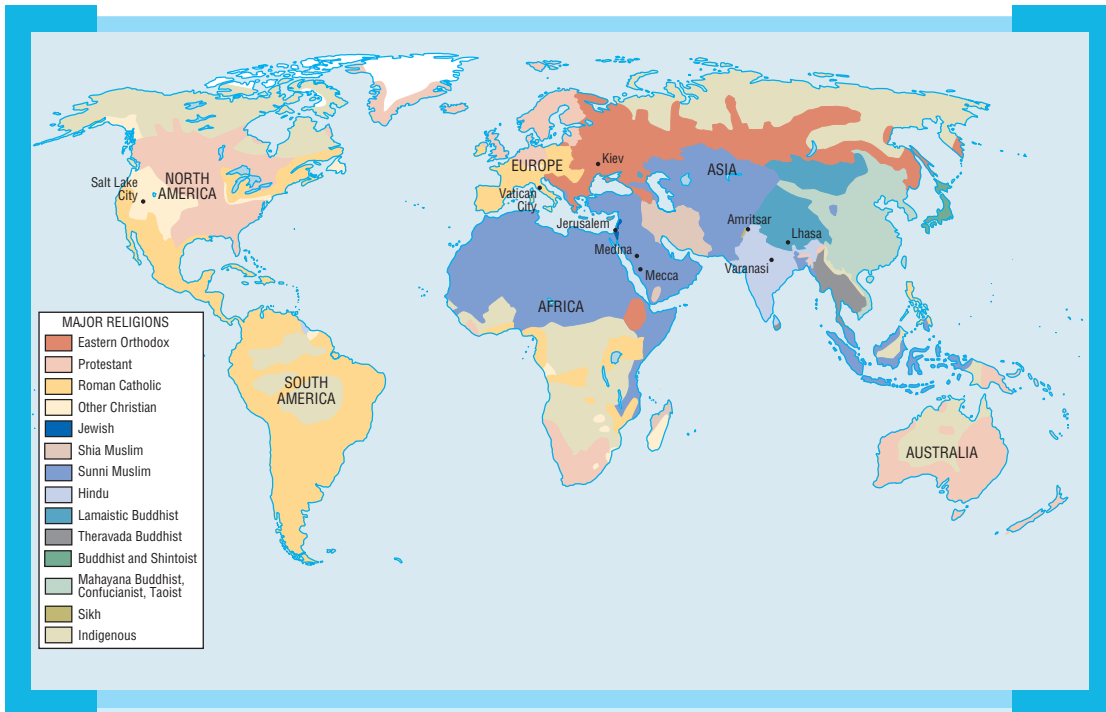 NORTH
AMERICA
Salt Lake
City
EUROPE
Kiev
Vatican
City
ASIA
Jerusalem
Amritsar
Lhasa
Medina
Mecca
Varanasi
AFRICA
SOUTH
AMERICA
AUSTRALIA
MAJOR RELIGIONS
Eastern Orthodox
Protestant
Roman Catholic
Other Christian
Jewish
Shia Muslim
Sunni Muslim
Hindu
Lamaistic Buddhist
Theravada Buddhist
Buddhist and Shintoist
Mahayana Buddhist,
Confucianist, Taoist
Sikh
Indigenous